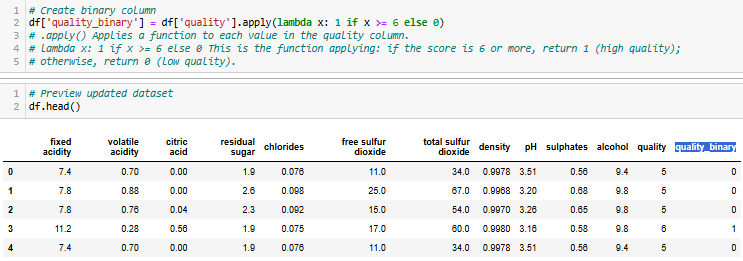 1 # Create binary column
2 df['quality_binary'] = df['quality'].apply(lambda x: 1 if x >= 6 else 0)
3 # .apply() Applies a function to each value in the quality column.
4 # lambda x: 1 if x >= 6 else 0 This is the function applying: if the score is 6 or more, return 1 (high quality);
5 # otherwise, return 0 (low quality).
1 # Preview updated dataset
2 df.head()
fixed acidity volatile acidity citric acid residual sugar chlorides free sulfur dioxide total sulfur dioxide density pH sulphates alcohol quality quality_binary
0 7.4 0.70 0.00 1.9 0.076 11.0 34.0 0.9978 3.51 0.56 9.4 5 0
1 7.8 0.88 0.00 2.6 0.098 25.0 67.0 0.9968 3.20 0.68 9.8 5 0
2 7.8 0.76 0.04 2.3 0.092 15.0 54.0 0.9970 3.26 0.65 9.8 5 0
3 11.2 0.28 0.56 1.9 0.075 17.0 60.0 0.9980 3.16 0.58 9.8 6 1
4 7.4 0.70 0.00 1.9 0.076 11.0 34.0 0.9978 3.51 0.56 9.4 5 0